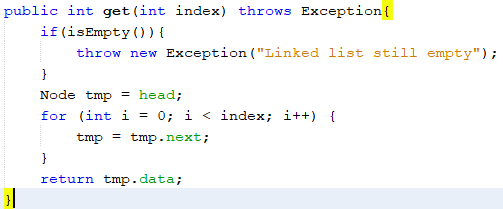 public int get(int index) throws Exception{
if(isEmpty()){
throw new Exception("Linked list still empty");
}
Node tmp = head;
for (int i = 0; i < index; i++) {
tmp = tmp.next;
}
return tmp.data;
}